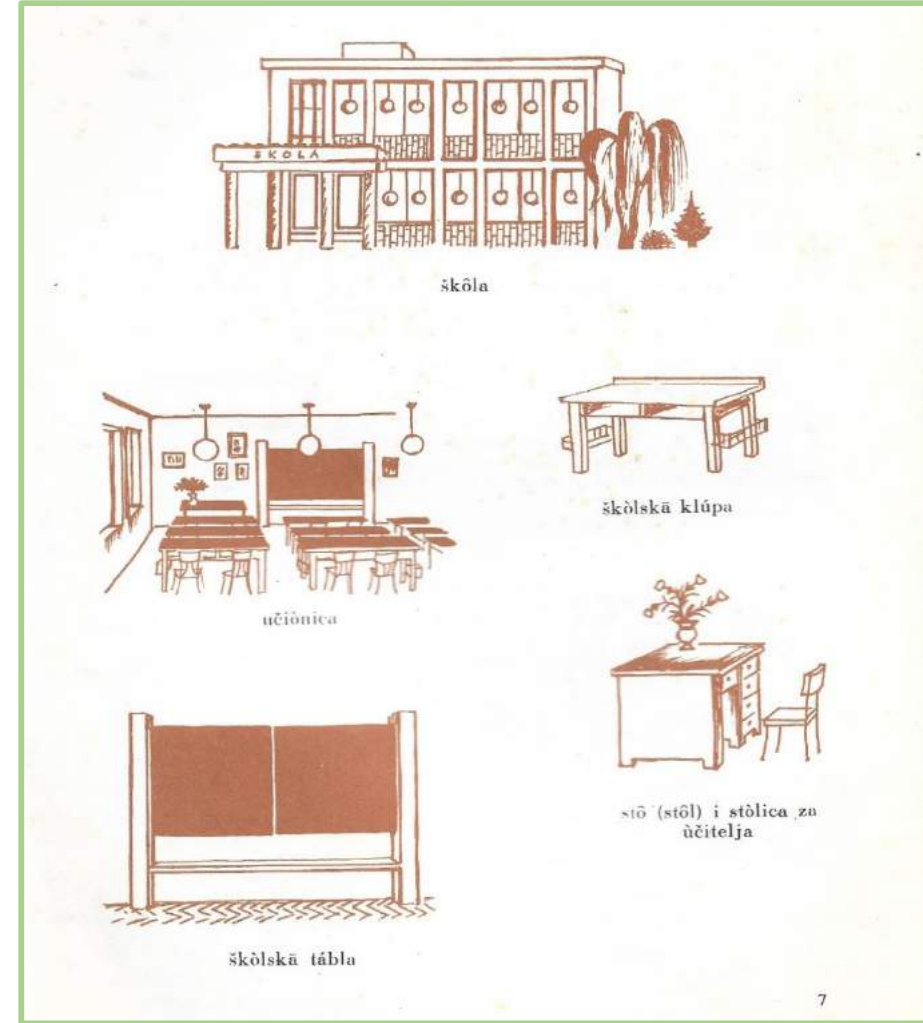 ŠKOLA
škôla
škòlskā klúpa
učiònica
stô (stôl) i stòlica za
ùčitelja
škòlskā tábla
7